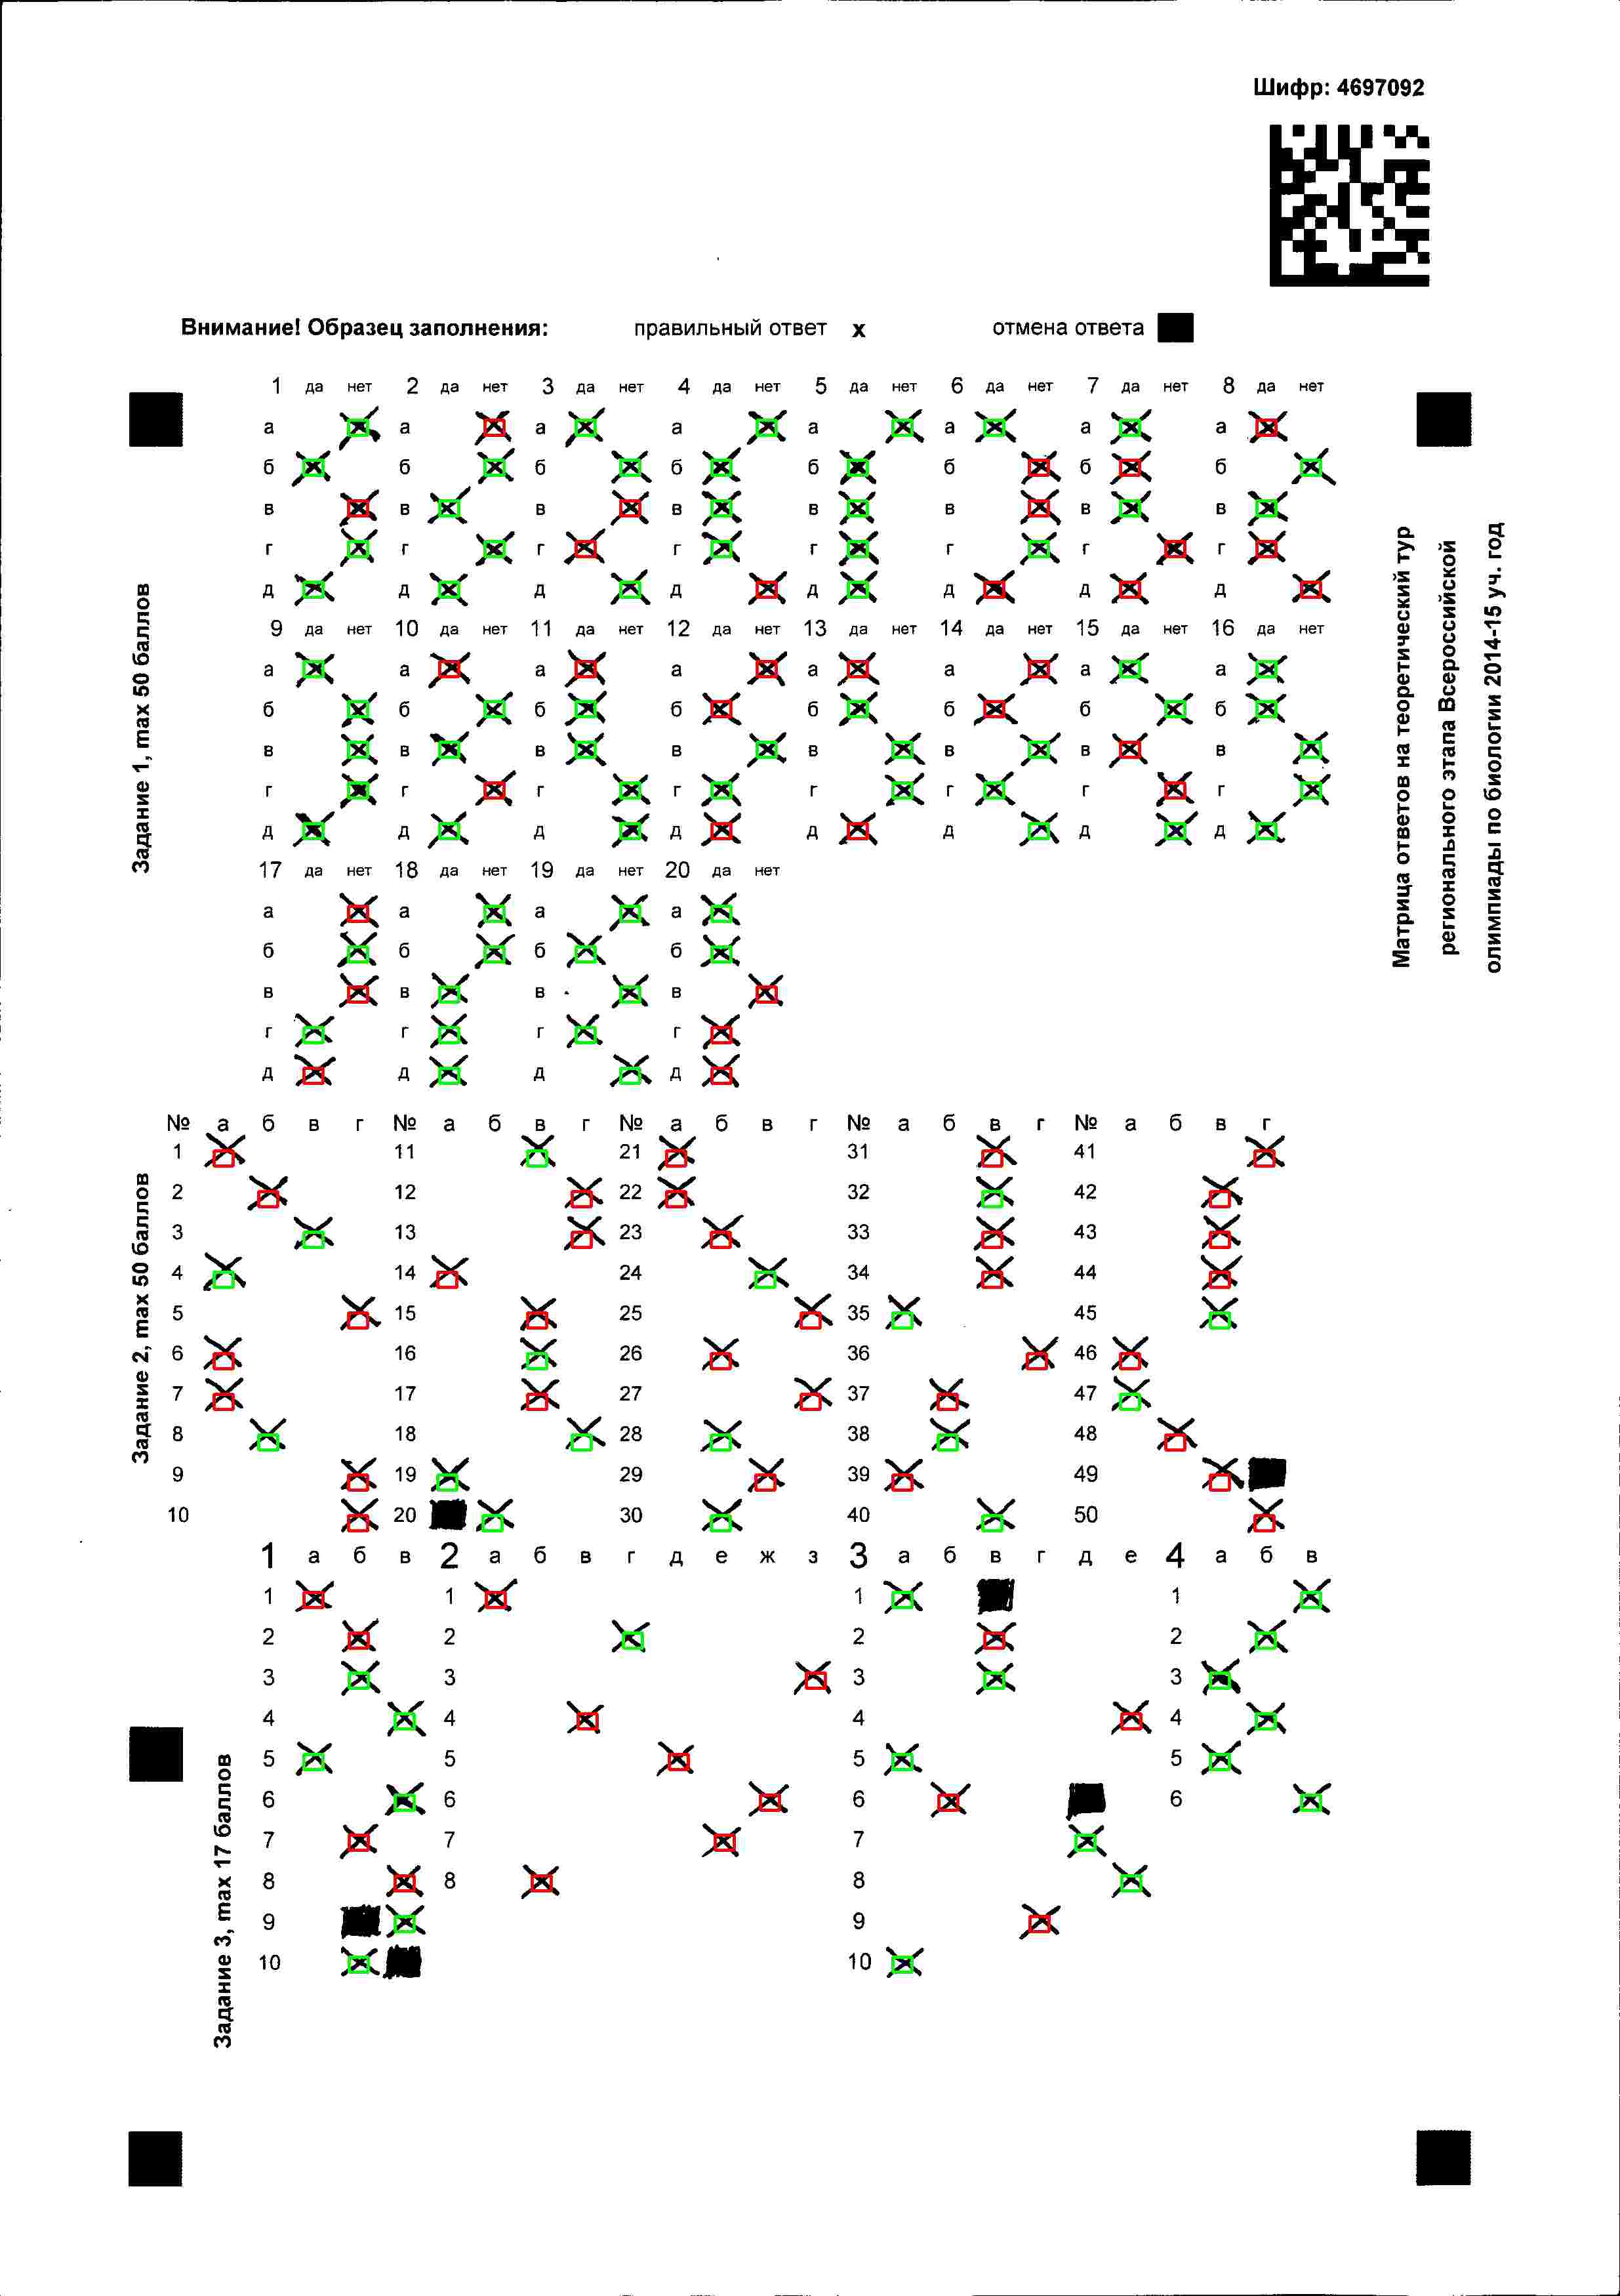 Шифр: 4697092
Внимание! Образец заполнения: правильный ответ х отмена ответа
1 да нет 2 да нет 3 да нет 4 да нет 5 да нет 6 да нет 7 да нет 8 да нет
а а а а а а а а
б б б б б б б б
в в в в в в в в
г г г г г г г г
д д д д д д д д
9 да нет 10 да нет 11 да нет 12 да нет 13 да нет 14 да нет 15 да нет 16 да нет
а а а а а а а а
б б б б б б б б
в в в в в в в в
г г г г г г г г
д д д д д д д д
17 да нет 18 да нет 19 да нет 20 да нет
а а а а
б б б б
в в в в
г г г г
д д д д
Задание 1, max 50 баллов
Матрица ответов на теоретический тур
регионального этапа Всероссийской
олимпиады по биологии 2014-15 уч. год
№ а б в г № а б в г № а б в г № а б в г № а б в г
1 11 21 31 41
2 12 22 32 42
3 13 23 33 43
4 14 24 34 44
5 15 25 35 45
6 16 26 36 46
7 17 27 37 47
8 18 28 38 48
9 19 29 39 49
10 20 30 40 50
Задание 2, max 50 баллов
1 а б в 2 а б в г д е ж з 3 а б в г д е 4 а б в
1 1 1 1
2 2 2 2
3 3 3 3
4 4 4 4
5 5 5 5
6 6 6 6
7 7 7
8 8 8
9 9
10 10
Задание 3, max 17 баллов